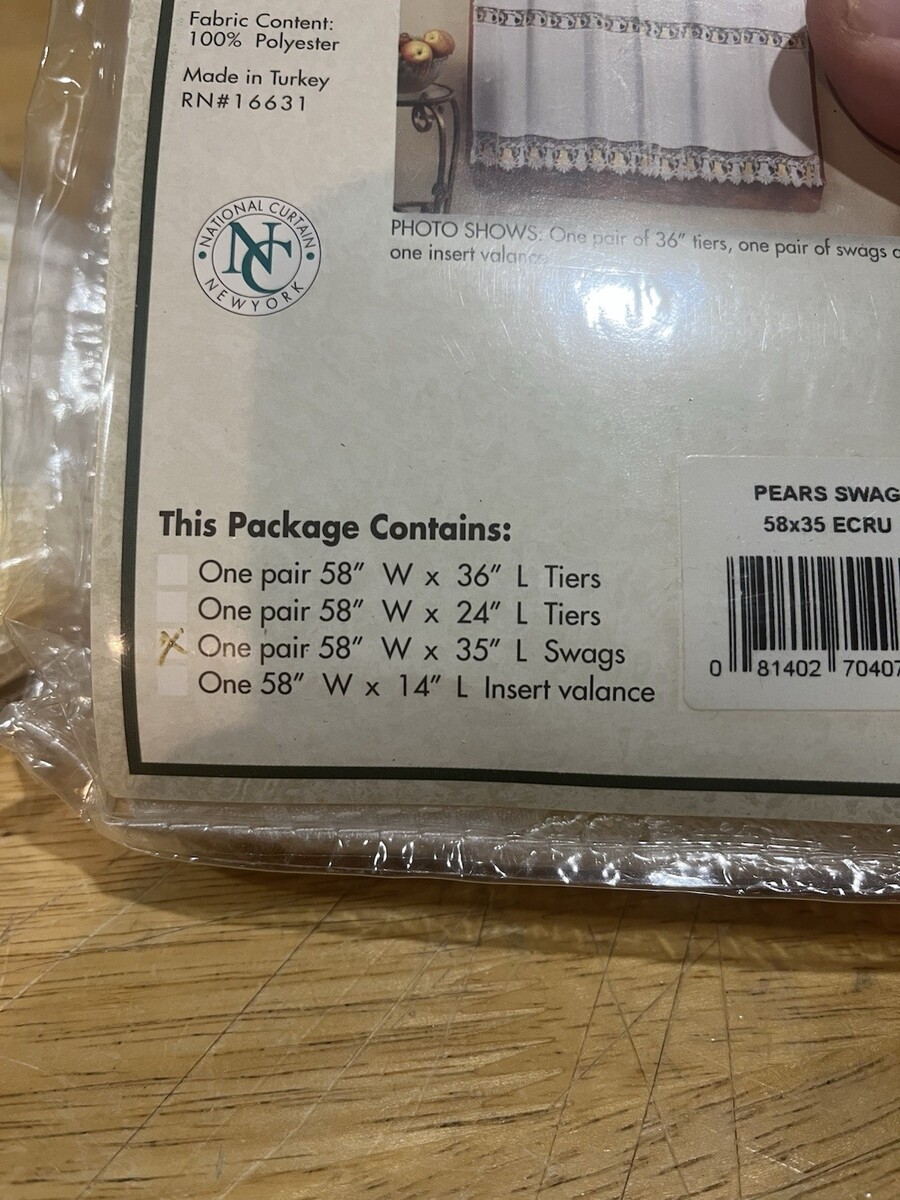 Fabric Content:
100% Polyester
Made in Turkey
RN#16631
NATIONAL CURTAIN
NC
NEW YORK
PHOTO SHOWS: One pair of 36" tiers, one pair of swags
one insert valance
This Package Contains:
One pair 58" W x 36" L Tiers
One pair 58" W x 24" L Tiers
X One pair 58" W x 35" L Swags
One 58" W x 14" L Insert valance
PEARS SWAG
58x35 ECRU
0 81402 70407